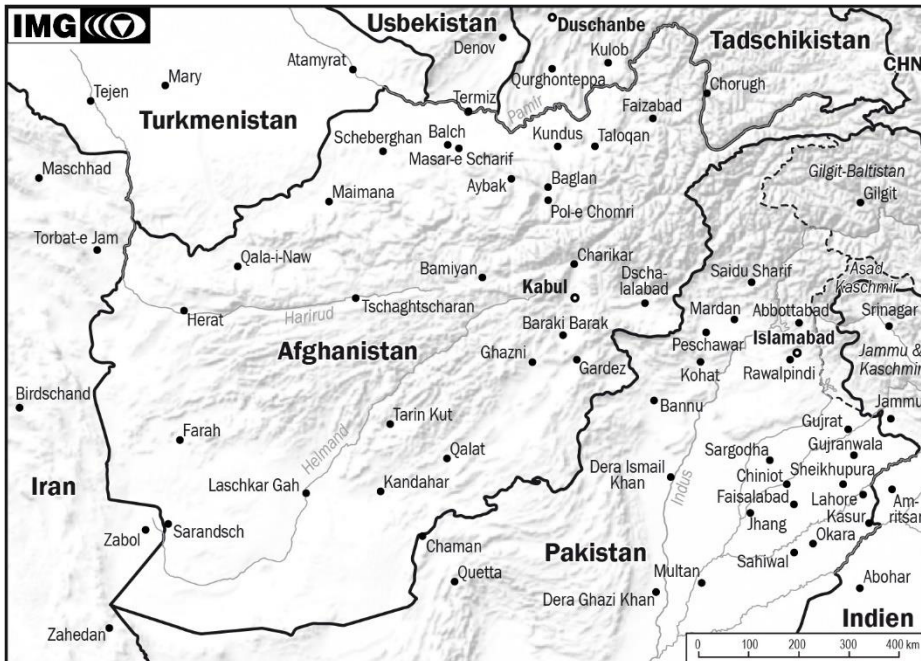 IMG
Usbekistan
Duschanbe
Denov
Kulob
Tadschikistan
Atamyrat
Qurghonteppa
CHN
Mary
Tejen
Chorugh
Termiz
Pamir
Faizabad
Turkmenistan
Scheberghan
Balch
Kundus
Taloqan
Masar-e Scharif
Maschhad
Gilgit-Baltistan
Aybak
Baglan
Gilgit
Maimana
Pol-e Chomri
Torbat-e Jam
Charikar
Qala-i-Naw
Bamiyan
Dscha-
lalabad
Saidu Sharif
Asad
Kaschmir
Kabul
Tschaghtscharan
Mardan
Abbottabad
Srinagar
Herat
Harirud
Baraki Barak
Peschawar
Islamabad
Afghanistan
Ghazni
Gardez
Kohat
Rawalpindi
Jammu &
Kaschmir
Birdschand
Bannu
Jammu
Tarin Kut
Gujrat
Farah
Helmand
Gujranwala
Qalat
Sargodha
Sheikhupura
Iran
Dera Ismail
Khan
Chiniot
Laschkar Gah
Kandahar
Indus
Faisalabad
Lahore
Am-
ritsar
Kasur
Jhang
Zabol
Sarandsch
Okara
Chaman
Pakistan
Sahiwal
Quetta
Multan
Abohar
Dera Ghazi Khan
Indien
Zahedan
0 100 200 300 400 km